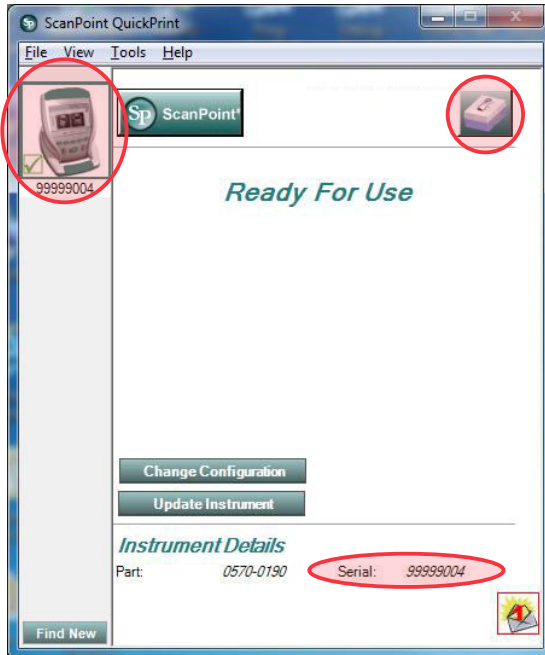 ScanPoint QuickPrint
File View Tools Help
Sp ScanPoint®
99999004
Ready For Use
Change Configuration
Update Instrument
Instrument Details
Part: 0570-0190 Serial: 99999004
Find New